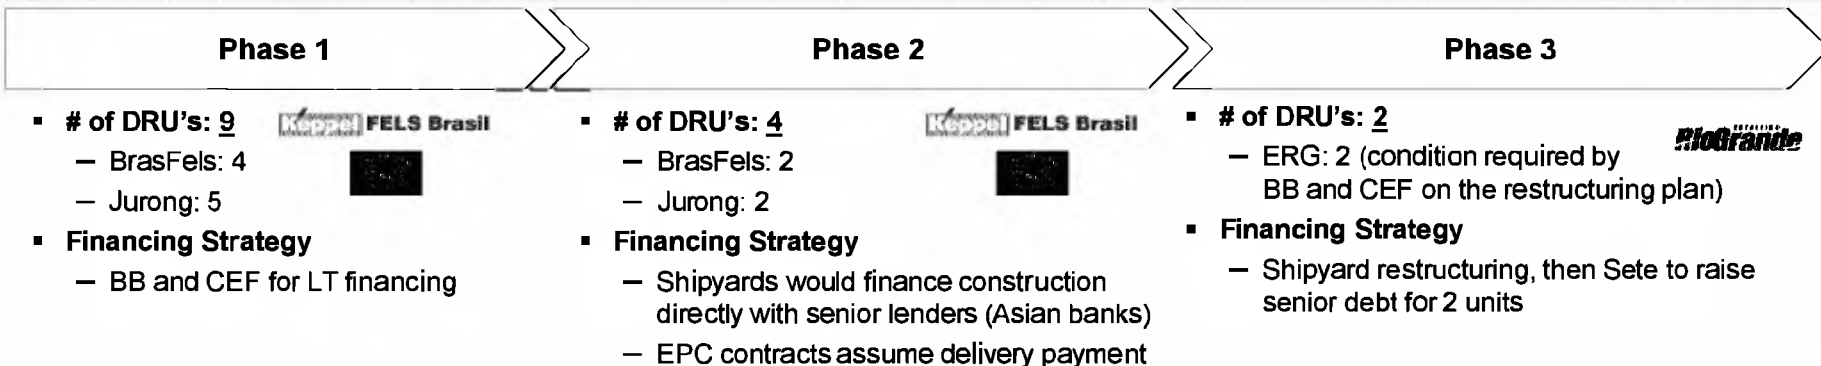 Phase 1
■ # of DRU's: 9
Keppel FELS Brasil
– BrasFels: 4
– Jurong: 5
■ Financing Strategy
– BB and CEF for LT financing
Phase 2
■ # of DRU's: 4
Keppel FELS Brasil
– BrasFels: 2
– Jurong: 2
■ Financing Strategy
– Shipyards would finance construction
directly with senior lenders (Asian banks)
– EPC contracts assume delivery payment
Phase 3
■ # of DRU's: 2
RioGrande
– ERG: 2 (condition required by
BB and CEF on the restructuring plan)
■ Financing Strategy
– Shipyard restructuring, then Sete to raise
senior debt for 2 units